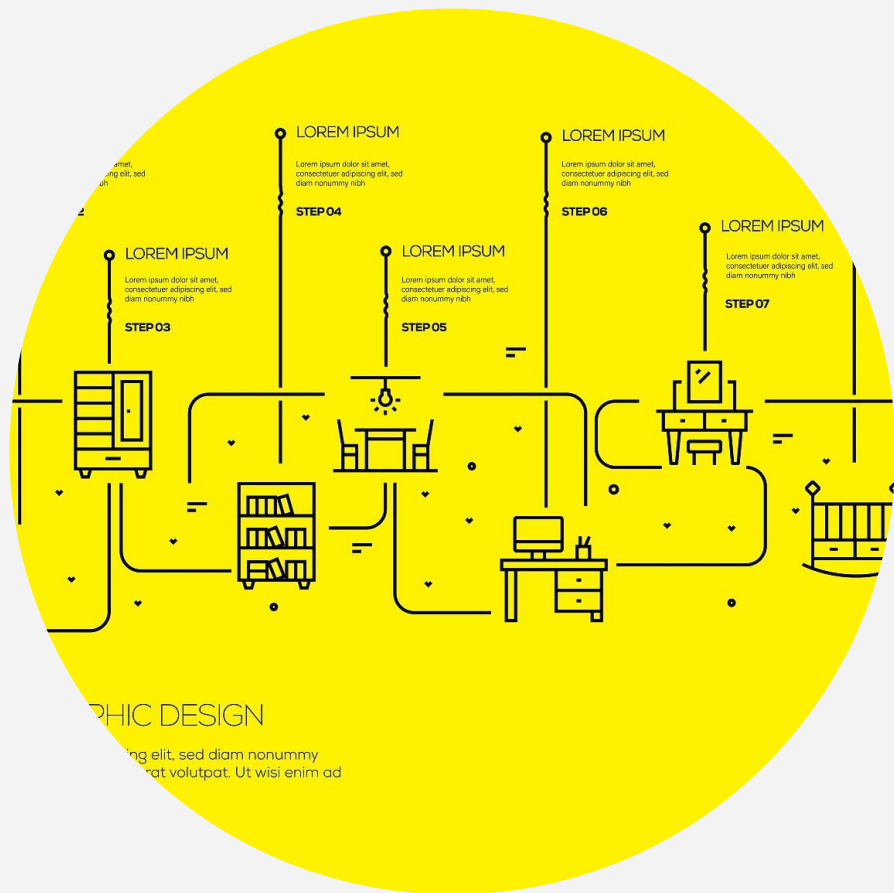 elit, sed
LOREM IPSUM
Lorem ipsum dolor sit amet,
consectetuer adipiscing elit, sed
diam nonummy nibh
STEP 03
LOREM IPSUM
Lorem ipsum dolor sit amet,
consectetuer adipiscing elit, sed
diam nonummy nibh
STEP 04
LOREM IPSUM
Lorem ipsum dolor sit amet,
consectetuer adipiscing elit, sed
diam nonummy nibh
STEP 05
LOREM IPSUM
Lorem ipsum dolor sit amet,
consectetuer adipiscing elit, sed
diam nonummy nibh
STEP 06
LOREM IPSUM
Lorem ipsum dolor sit amet,
consectetuer adipiscing elit, sed
diam nonummy nibh
STEP 07
PHIC DESIGN
ing elit, sed diam nonummy
rat volutpat. Ut wisi enim ad